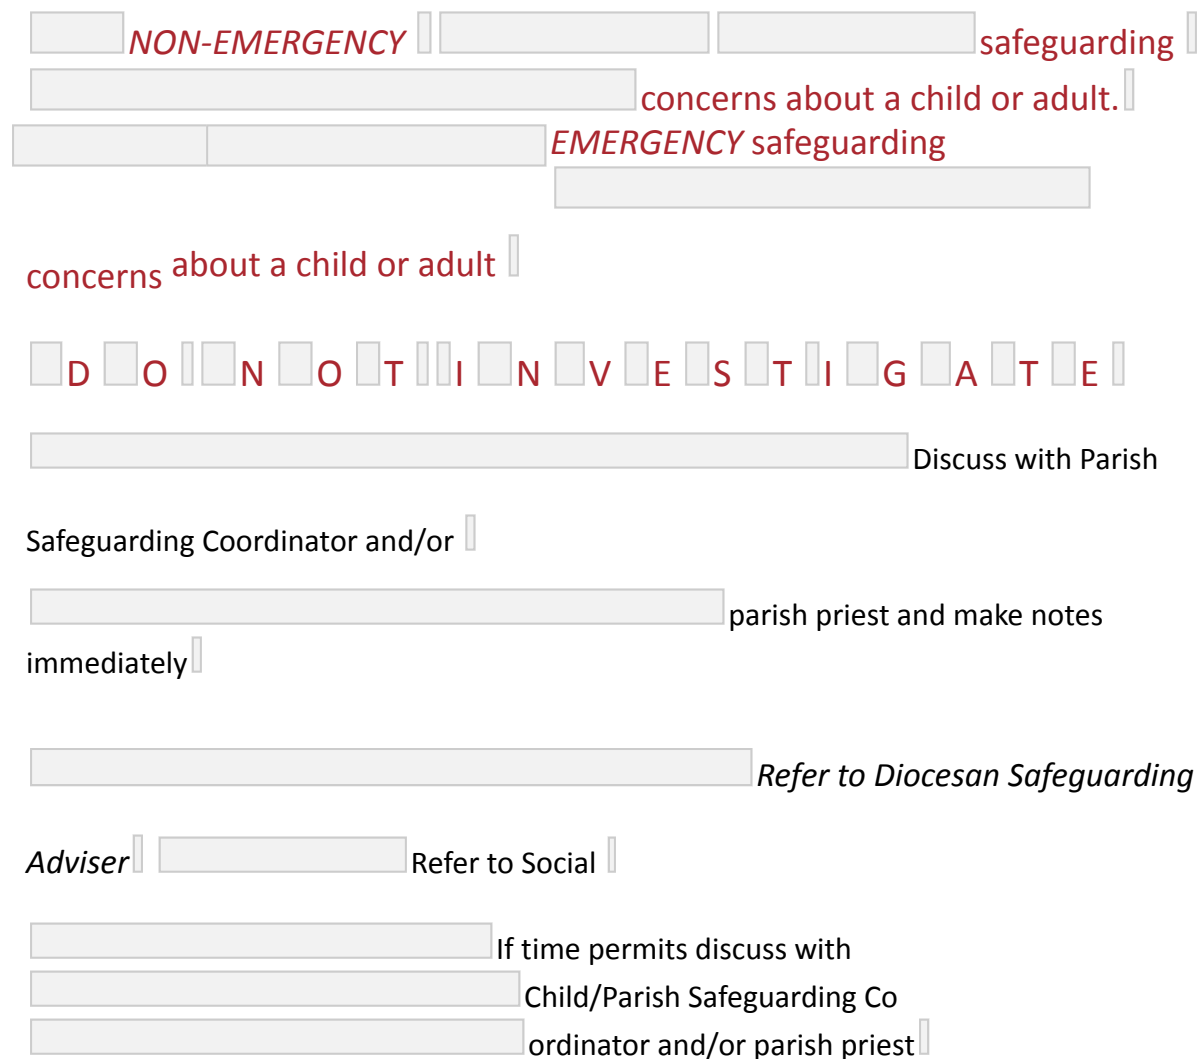 NON-EMERGENCY safeguarding
concerns about a child or adult.
EMERGENCY safeguarding
concerns about a child or adult
D O N O T I N V E S T I G A T E
Discuss with Parish
Safeguarding Coordinator and/or
parish priest and make notes
immediately
Refer to Diocesan Safeguarding
Adviser Refer to Social
If time permits discuss with
Child/Parish Safeguarding Co
ordinator and/or parish priest